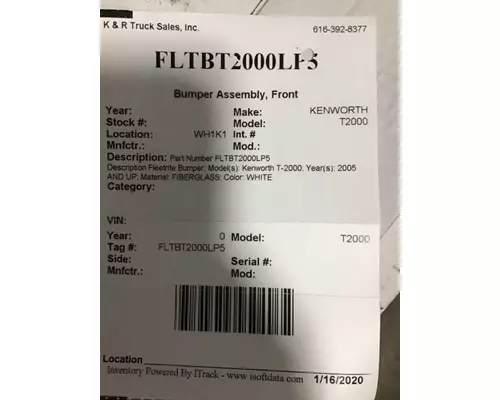 K & R Truck Sales, Inc. 616-392-8377
FLTBT2000LP5
Bumper Assembly, Front
Year: Make: KENWORTH
Stock #: Model: T2000
Location: WH1K1 Int. #
Mnfctr.: Mod.:
Description: Part Number FLTBT2000LP5
Description Fleetrite Bumper; Model(s): Kenworth T-2000; Year(s): 2005
AND UP; Material: FIBERGLASS; Color: WHITE
Category:
VIN:
Year: 0 Model: T2000
Tag #: FLTBT2000LP5
Side: Serial #:
Mnfctr.: Mod:
Location
Inventory Powered By ITrack - www.isoftdata.com 1/16/2020